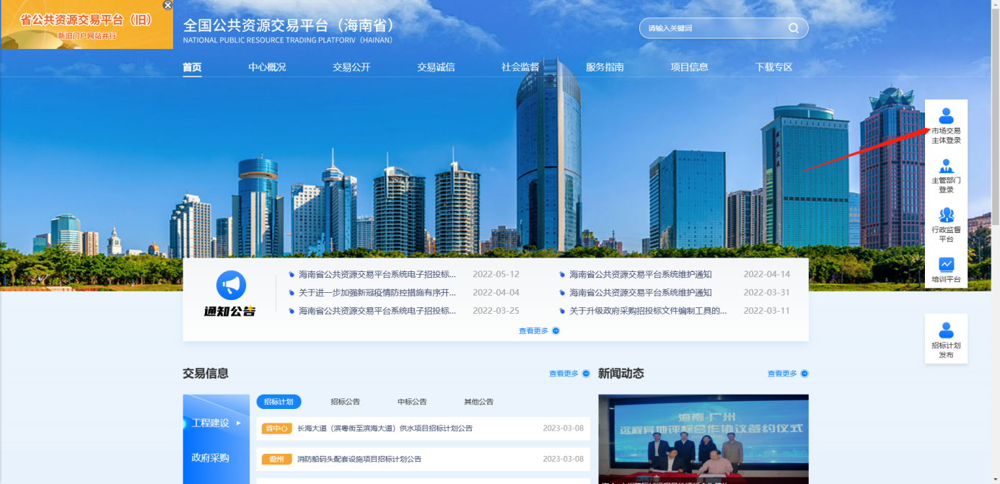 省公共资源交易平台（旧）
新旧门户网站并行
全国公共资源交易平台（海南省）
NATIONAL PUBLIC RESOURCE TRADING PLATFORIV（HAINAN）
请输入关键词
首页 中心概况 交易公开 交易诚信 社会监督 服务指南 项目信息 下载专区
市场交易
主体登录
主管部门
登录
行政监督
平台
培训平台
通知公告
海南省公共资源交易平台系统电子招投标... 2022-05-12
关于进一步加强新冠疫情防控措施有序开... 2022-04-04
海南省公共资源交易平台系统电子招投标... 2022-03-25
海南省公共资源交易平台系统维护通知 2022-04-14
海南省公共资源交易平台系统维护通知 2022-03-31
关于升级政府采购招投标文件编制工具的... 2022-03-11
查看更多
招标计划
发布
交易信息 查看更多
工程建设
政府采购
招标计划 招标公告 中标公告 其他公告
省中心 长海大道（滨粤街至滨海大道）供水项目招标计划公告 2023-03-08
儋州 消防船码头配套设施项目招标计划公告 2023-03-08
新闻动态 查看更多
海南-广州
远程异地评标合作协议签约仪式